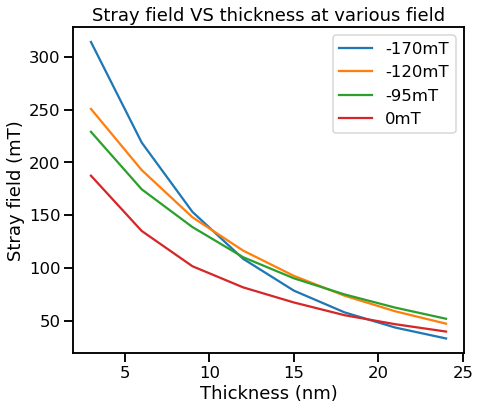 Stray field VS thickness at various field
Stray field (mT)
300
250
200
150
100
50
-170mT
-120mT
-95mT
0mT
5
10
15
20
25
Thickness (nm)